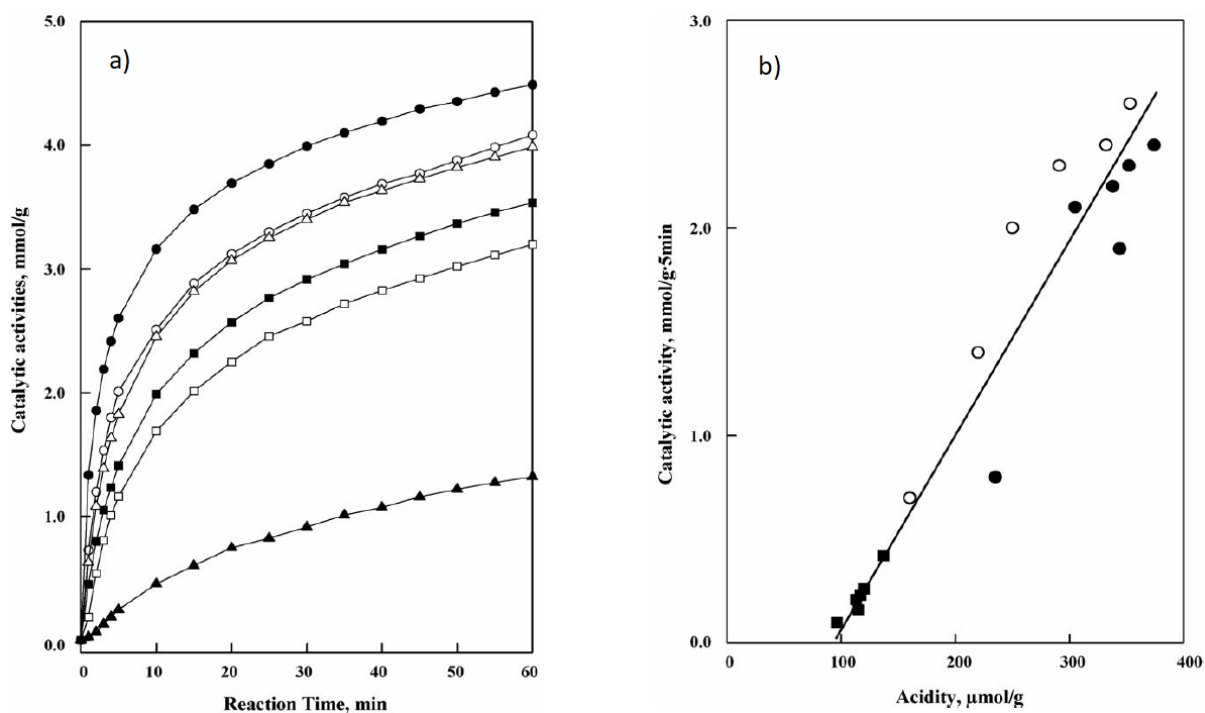 a)
5.0
4.0
3.0
2.0
1.0
0.0
Catalytic activities, mmol/g
0 10 20 30 40 50 60
Reaction Time, min
b)
3.0
2.0
1.0
0.0
Catalytic activity, mmol/g·5min
0 100 200 300 400
Acidity, μmol/g